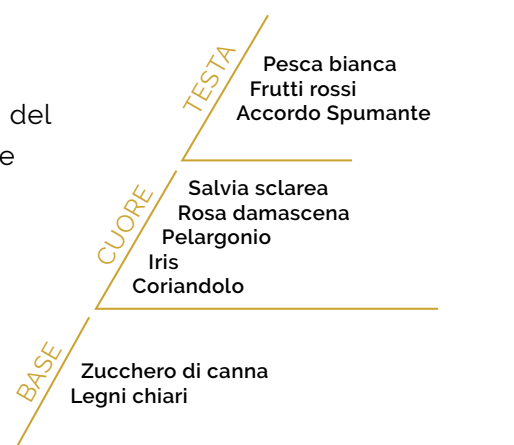 del
e
TESTA
Pesca bianca
Frutti rossi
Accordo Spumante
CUORE
Salvia sclarea
Rosa damascena
Pelargonio
Iris
Coriandolo
BASE
Zucchero di canna
Legni chiari